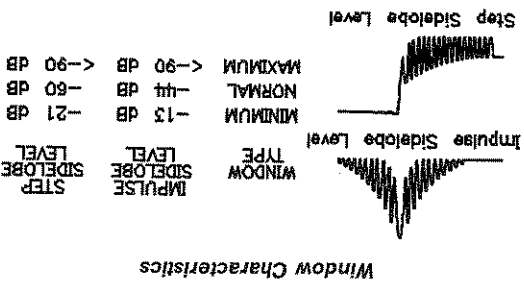 Window Characteristics
Impulse Sidelobe Level
Step Sidelobe Level
WINDOW TYPE
IMPULSE SIDELOBE LEVEL
STEP SIDELOBE LEVEL
MINIMUM -13 dB -21 dB
NORMAL -44 dB -60 dB
MAXIMUM <-90 dB <-90 dB